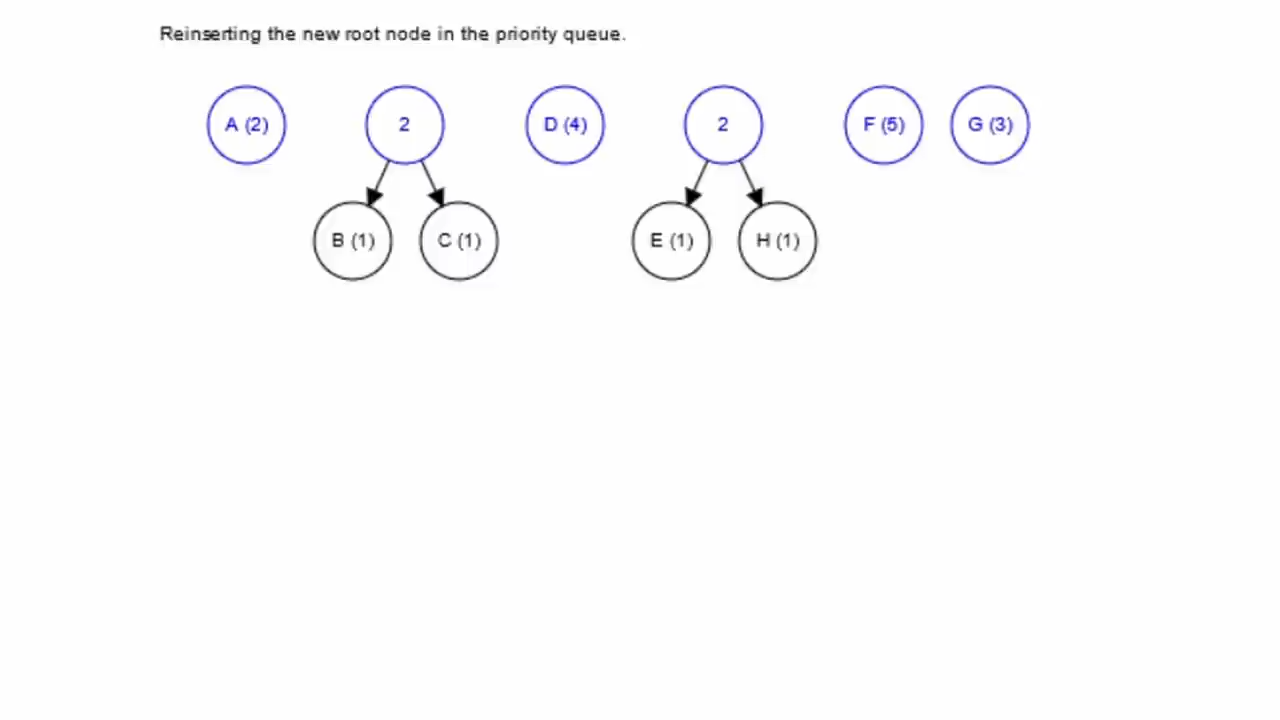 Reinserting the new root node in the priority queue.
A (2) 2 D (4) 2 F (5) G (3)
B (1) C (1) E (1) H (1)